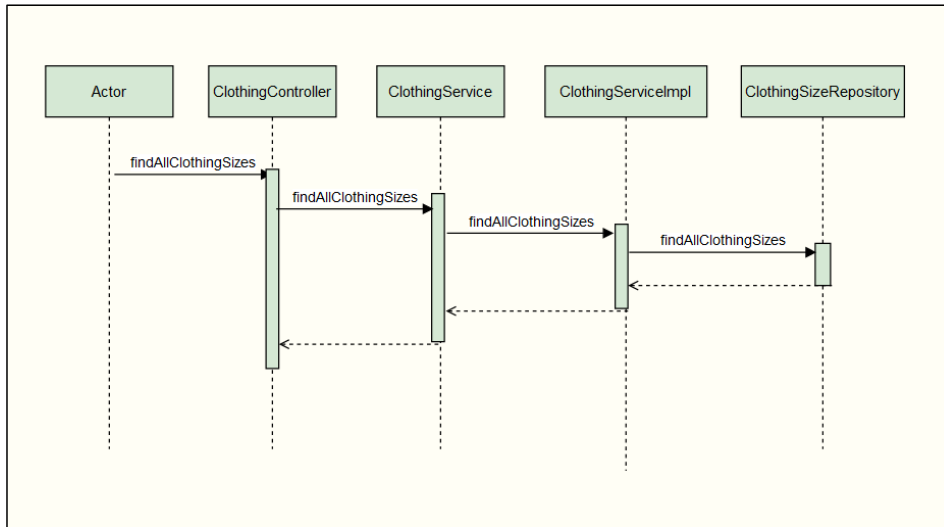 Actor
ClothingController
ClothingService
ClothingServiceImpl
ClothingSizeRepository
findAllClothingSizes
findAllClothingSizes
findAllClothingSizes
findAllClothingSizes